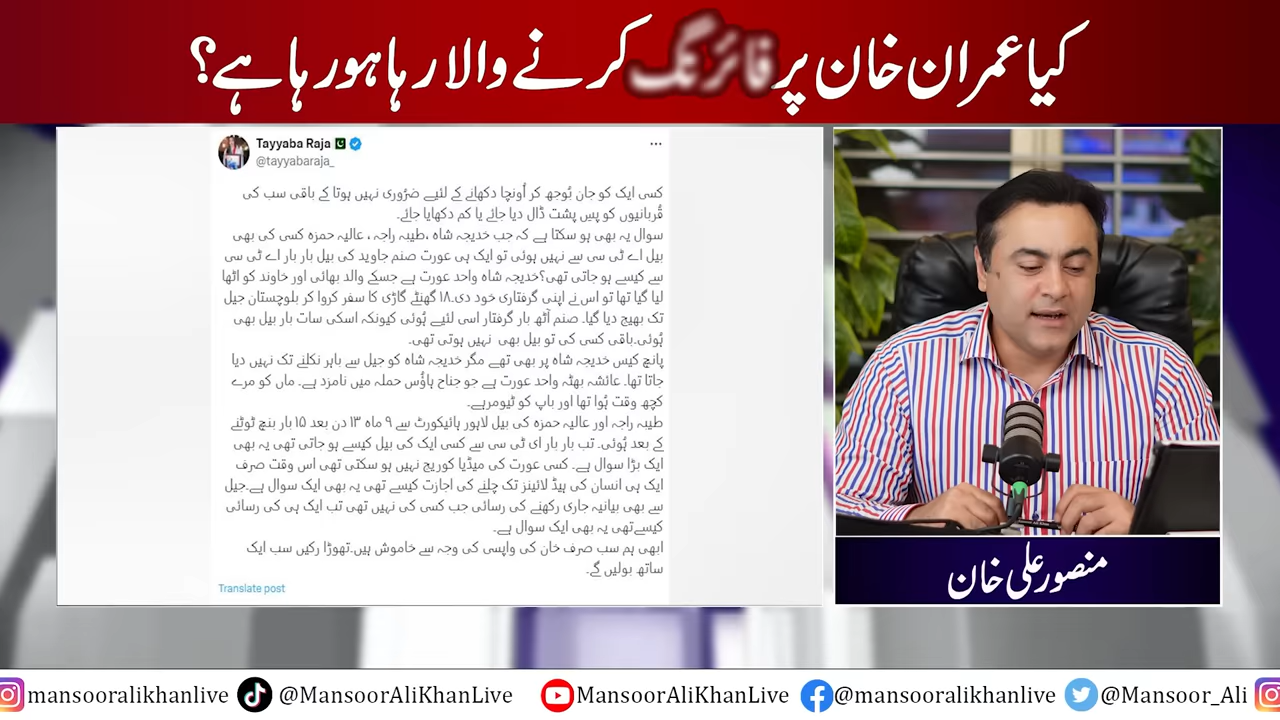 کیا عمران خان پر فائرنگ کرنے والا رہا ہو رہا ہے؟
Tayyaba Raja
@tayyabaraja_
کسی ایک کو جان بُوجھ کر اُونچا دکھانے کے لئیے ضرُوری نہیں ہوتا کے باقی سب کی
قُربانیوں کو پسِ پشت ڈال دیا جائے یا کم دکھایا جائے۔
سوال یہ بھی ہو سکتا ہے کہ جب خدیجہ شاہ ،طیبہ راجہ ، عالیہ حمزہ کسی کی بھی
بیل اے ٹی سی سے نہیں ہوئی تو ایک ہی عورت صنم جاوید کی بیل بار بار اے ٹی سی
سے کیسے ہو جاتی تھی؟خدیجہ شاہ واحد عورت ہے جسکے والد بھائی اور خاوند کو اٹھا
لیا گیا تھا تو اس نے اپنی گرفتاری خود دی۔۱۸ گھنٹے گاڑی کا سفر کروا کر بلوچستان جیل
تک بھیج دیا گیا۔ صنم آٹھ بار گرفتار اسی لئیے ہُوئی کیونکہ اسکی سات بار بیل بھی
ہُوئی۔باقی کسی کی تو بیل بھی نہیں ہوتی تھی۔
پانچ کیس خدیجہ شاہ پر بھی تھے مگر خدیجہ شاہ کو جیل سے باہر نکلنے تک نہیں دیا
جاتا تھا۔ عائشہ بھٹہ واحد عورت ہے جو جناح ہاؤس حملہ میں نامزد ہے۔ ماں کو مرے
کچھ وقت ہُوا تھا اور باپ کو ٹیومرہے۔
طیبہ راجہ اور عالیہ حمزہ کی بیل لاہور ہائیکورٹ سے ۹ ماہ ۱۳ دن بعد ۱۵ بار بنچ ٹوٹنے
کے بعد ہُوئی۔ تب بار بار ای ٹی سی سے کسی ایک کی بیل کیسے ہو جاتی تھی یہ بھی
ایک بڑا سوال ہے۔ کسی عورت کی میڈیا کوریج نہیں ہو سکتی تھی اس وقت صرف
ایک ہی انسان کی ہیڈ لائینز تک چلنے کی اجازت کیسے تھی یہ بھی ایک سوال ہے۔جیل
سے بھی بیانیہ جاری رکھنے کی رسائی جب کسی کی نہیں تھی تب ایک ہی کی رسائی
کیسےتھی یہ بھی ایک سوال ہے۔
ابھی ہم سب صرف خان کی واپسی کی وجہ سے خاموش ہیں۔تھوڑا رکیں سب ایک
ساتھ بولیں گے۔
Translate post
منصور علی خان
mansooralikhanlive @MansoorAliKhanLive MansoorAliKhanLive @mansooralikhanlive @Mansoor_Ali